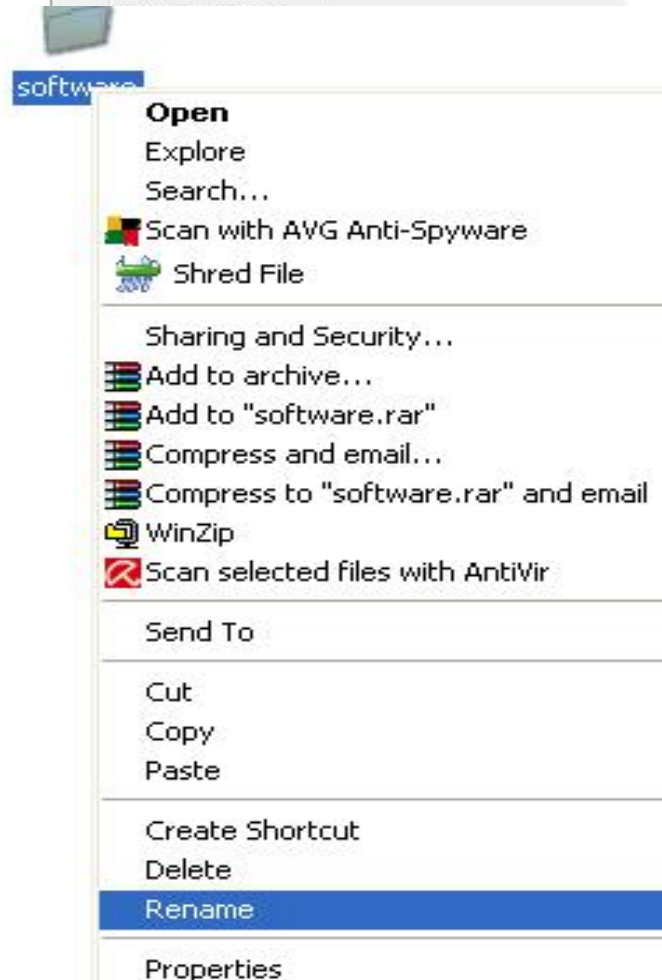 software
Open
Explore
Search...
Scan with AVG Anti-Spyware
Shred File
Sharing and Security...
Add to archive...
Add to "software.rar"
Compress and email...
Compress to "software.rar" and email
WinZip
Scan selected files with AntiVir
Send To
Cut
Copy
Paste
Create Shortcut
Delete
Rename
Properties